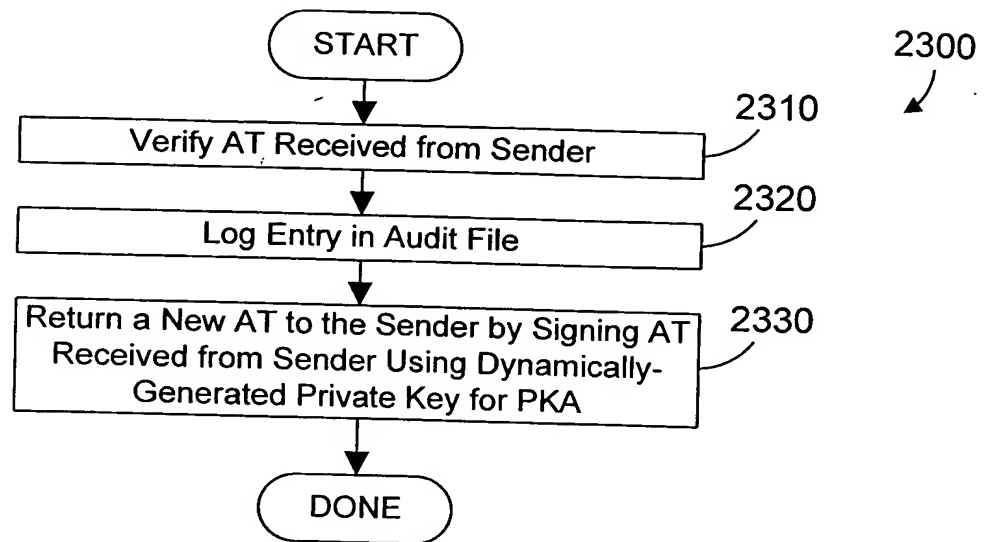 START
2300
2310
Verify AT Received from Sender
2320
Log Entry in Audit File
2330
Return a New AT to the Sender by Signing AT
Received from Sender Using Dynamically-
Generated Private Key for PKA
DONE